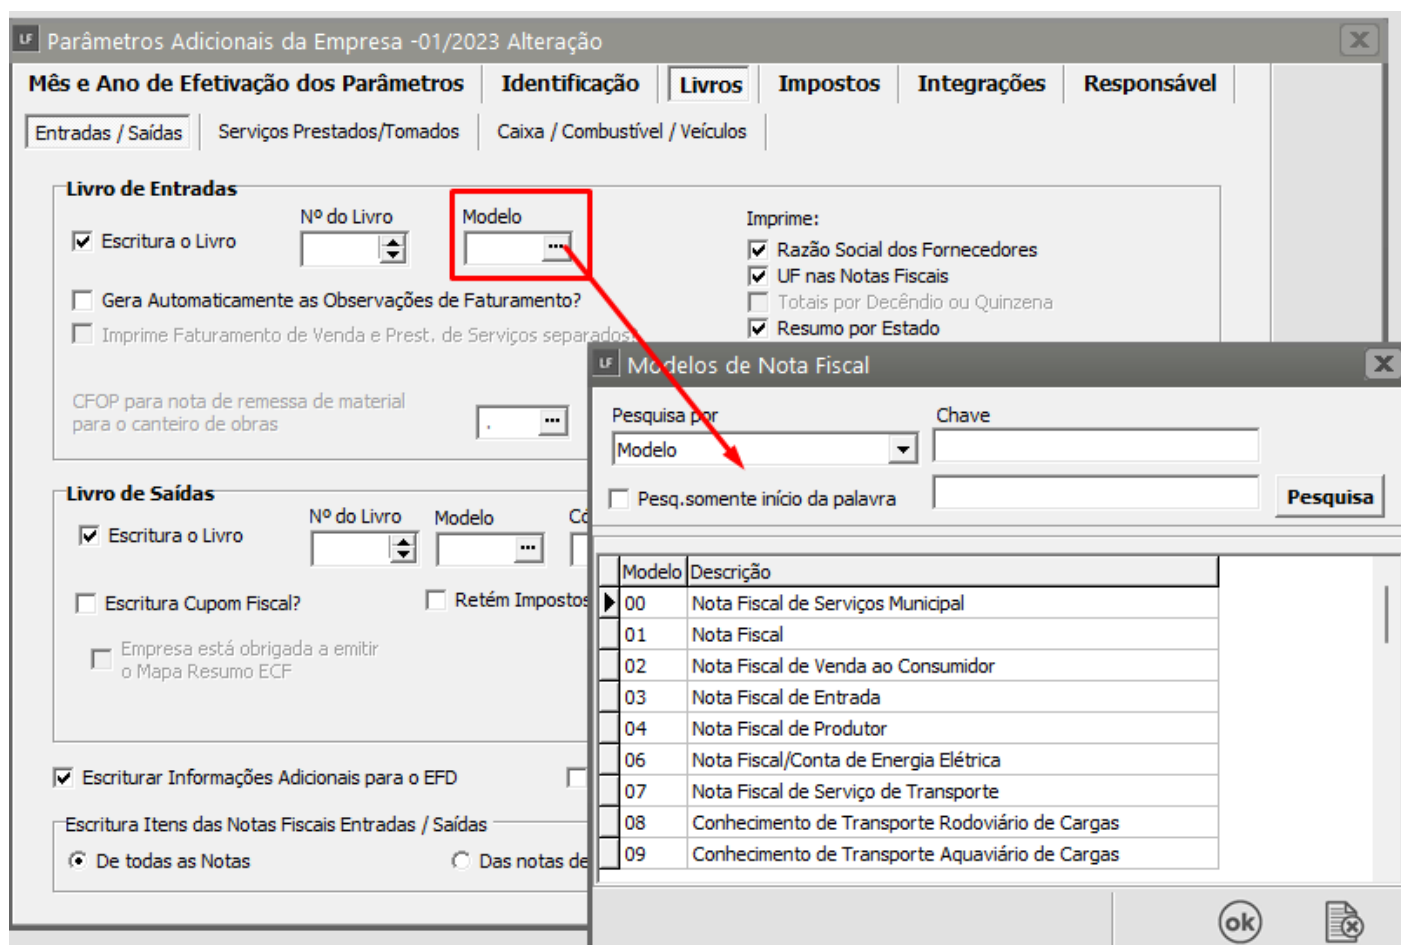 LF Parâmetros Adicionais da Empresa -01/2023 Alteração
Mês e Ano de Efetivação dos Parâmetros Identificação Livros Impostos Integrações Responsável
Entradas / Saídas Serviços Prestados/Tomados Caixa / Combustível / Veículos
Livro de Entradas
Nº do Livro Modelo Imprime:
Escritura o Livro ... Razão Social dos Fornecedores
UF nas Notas Fiscais
Gera Automaticamente as Observações de Faturamento? Totais por Decêndio ou Quinzena
Imprime Faturamento de Venda e Prest. de Serviços separados? Resumo por Estado
CFOP para nota de remessa de material
para o canteiro de obras . ...
Livro de Saídas
Nº do Livro Modelo Có
Escritura o Livro ...
Escritura Cupom Fiscal? Retém Impostos
Empresa está obrigada a emitir
o Mapa Resumo ECF
Escriturar Informações Adicionais para o EFD
Escritura Itens das Notas Fiscais Entradas / Saídas
De todas as Notas Das notas de
LF Modelos de Nota Fiscal
Pesquisa por Chave
Modelo
Pesq.somente início da palavra Pesquisa
Modelo Descrição
00 Nota Fiscal de Serviços Municipal
01 Nota Fiscal
02 Nota Fiscal de Venda ao Consumidor
03 Nota Fiscal de Entrada
04 Nota Fiscal de Produtor
06 Nota Fiscal/Conta de Energia Elétrica
07 Nota Fiscal de Serviço de Transporte
08 Conhecimento de Transporte Rodoviário de Cargas
09 Conhecimento de Transporte Aquaviário de Cargas
ok